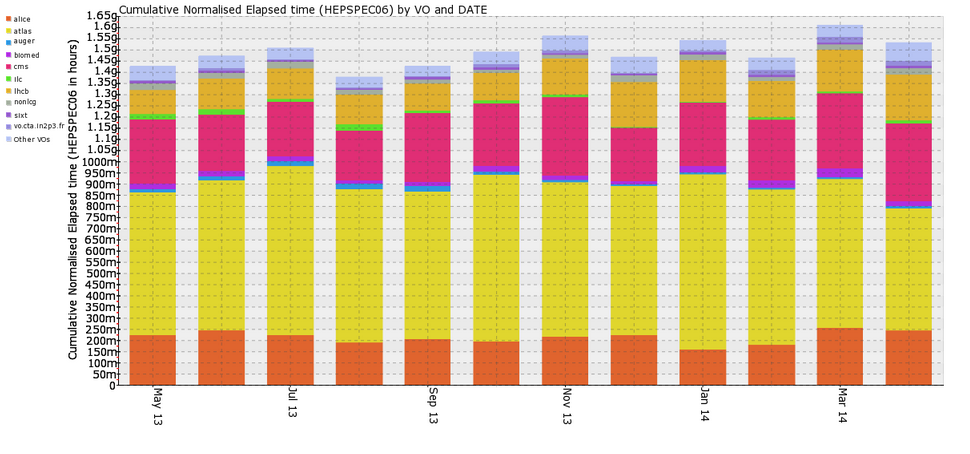 Cumulative Normalised Elapsed time (HEPSPEC06) by VO and DATE
alice
atlas
auger
biomed
cms
ilc
lhcb
nonlcg
sixt
vo.cta.in2p3.fr
Other VOs
Cumulative Normalised Elapsed time (HEPSPEC06 in hours)
1.65g
1.6g
1.55g
1.5g
1.45g
1.4g
1.35g
1.3g
1.25g
1.2g
1.15g
1.1g
1.05g
1000m
950m
900m
850m
800m
750m
700m
650m
600m
550m
500m
450m
400m
350m
300m
250m
200m
150m
100m
50m
0
May 13
Jul 13
Sep 13
Nov 13
Jan 14
Mar 14